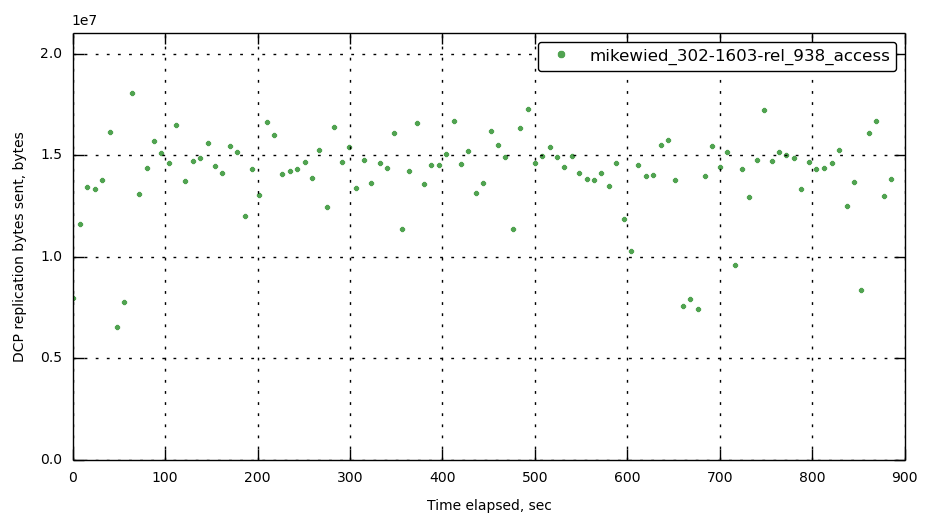 1e7
mikewied_302-1603-rel_938_access
2.0
1.5
1.0
0.5
0.0
DCP replication bytes sent, bytes
0 100 200 300 400 500 600 700 800 900
Time elapsed, sec